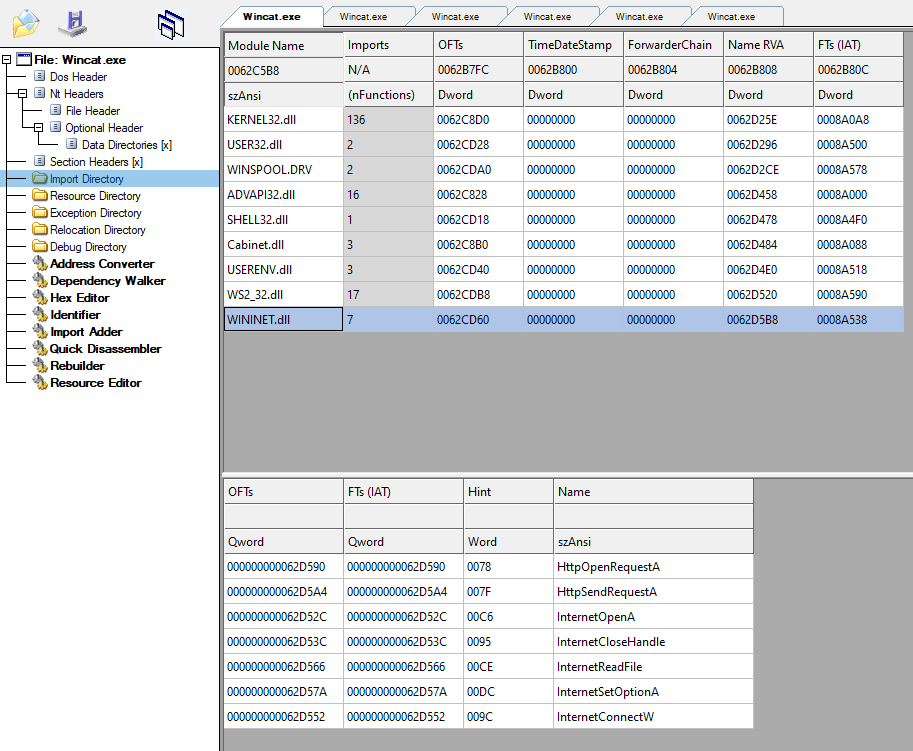 Wincat.exe Wincat.exe Wincat.exe Wincat.exe Wincat.exe Wincat.exe
File: Wincat.exe
Dos Header
Nt Headers
File Header
Optional Header
Data Directories [x]
Section Headers [x]
Import Directory
Resource Directory
Exception Directory
Relocation Directory
Debug Directory
Address Converter
Dependency Walker
Hex Editor
Identifier
Import Adder
Quick Disassembler
Rebuilder
Resource Editor
Module Name Imports OFTs TimeDateStamp ForwarderChain Name RVA FTs (IAT)
0062C5B8 N/A 0062B7FC 0062B800 0062B804 0062B808 0062B80C
szAnsi (nFunctions) Dword Dword Dword Dword Dword
KERNEL32.dll 136 0062C8D0 00000000 00000000 0062D25E 0008A0A8
USER32.dll 2 0062CD28 00000000 00000000 0062D296 0008A500
WINSPOOL.DRV 2 0062CDA0 00000000 00000000 0062D2CE 0008A578
ADVAPI32.dll 16 0062C828 00000000 00000000 0062D458 0008A000
SHELL32.dll 1 0062CD18 00000000 00000000 0062D478 0008A4F0
Cabinet.dll 3 0062C8B0 00000000 00000000 0062D484 0008A088
USERENV.dll 3 0062CD40 00000000 00000000 0062D4E0 0008A518
WS2_32.dll 17 0062CDB8 00000000 00000000 0062D520 0008A590
WININET.dll 7 0062CD60 00000000 00000000 0062D5B8 0008A538
OFTs FTs (IAT) Hint Name
Qword Qword Word szAnsi
000000000062D590 000000000062D590 0078 HttpOpenRequestA
000000000062D5A4 000000000062D5A4 007F HttpSendRequestA
000000000062D52C 000000000062D52C 00C6 InternetOpenA
000000000062D53C 000000000062D53C 0095 InternetCloseHandle
000000000062D566 000000000062D566 00CE InternetReadFile
000000000062D57A 000000000062D57A 00DC InternetSetOptionA
000000000062D552 000000000062D552 009C InternetConnectW